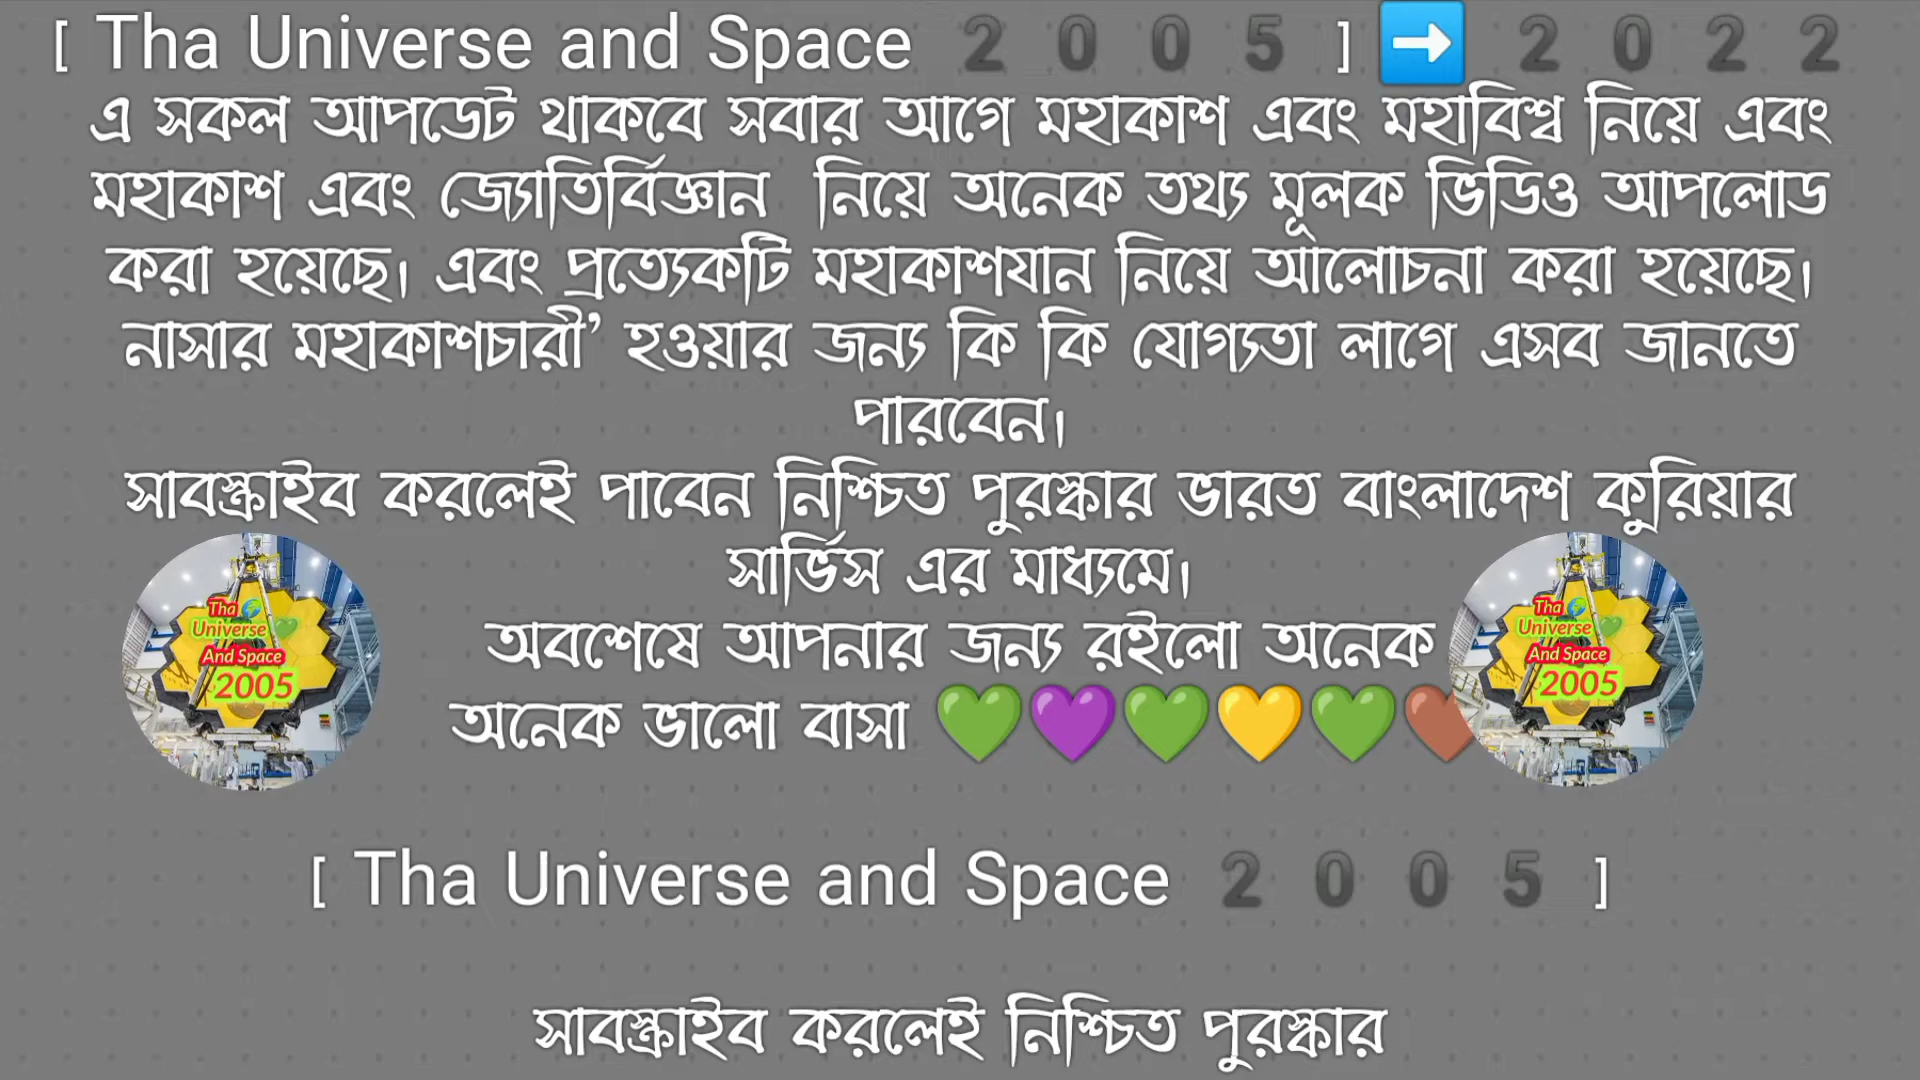 [ Tha Universe and Space 2 0 0 5 ] ➡️ 2 0 2 2
এ সকল আপডেট থাকবে সবার আগে মহাকাশ এবং মহাবিশ্ব নিয়ে এবং
মহাকাশ এবং জ্যোতির্বিজ্ঞান নিয়ে অনেক তথ্য মূলক ভিডিও আপলোড
করা হয়েছে। এবং প্রত্যেকটি মহাকাশযান নিয়ে আলোচনা করা হয়েছে।
নাসার মহাকাশচারী’ হওয়ার জন্য কি কি যোগ্যতা লাগে এসব জানতে
পারবেন।
সাবস্ক্রাইব করলেই পাবেন নিশ্চিত পুরস্কার ভারত বাংলাদেশ কুরিয়ার
সার্ভিস এর মাধ্যমে।
অবশেষে আপনার জন্য রইলো অনেক
অনেক ভালো বাসা 💚💜💚💛💚🤎
Tha 🌍
Universe 💚
And Space
2005
Tha 🌍
Universe 💚
And Space
2005
[ Tha Universe and Space 2 0 0 5 ]
সাবস্ক্রাইব করলেই নিশ্চিত পুরস্কার